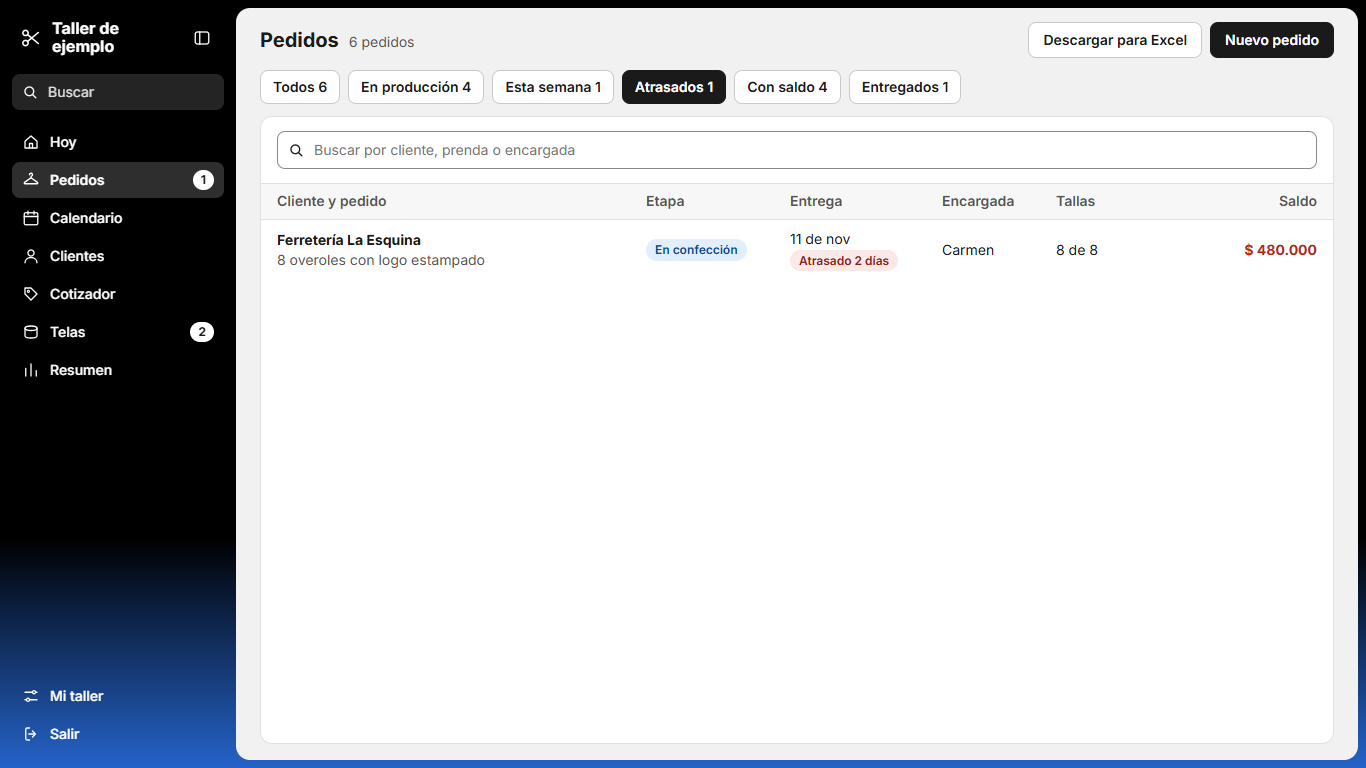 Taller de
ejemplo
Buscar
Hoy
Pedidos 1
Calendario
Clientes
Cotizador
Telas 2
Resumen
Mi taller
Salir
Pedidos 6 pedidos
Descargar para Excel Nuevo pedido
Todos 6 En producción 4 Esta semana 1 Atrasados 1 Con saldo 4 Entregados 1
Buscar por cliente, prenda o encargada
Cliente y pedido Etapa Entrega Encargada Tallas Saldo
Ferretería La Esquina
8 overoles con logo estampado
En confección
11 de nov
Atrasado 2 días
Carmen
8 de 8
$ 480.000